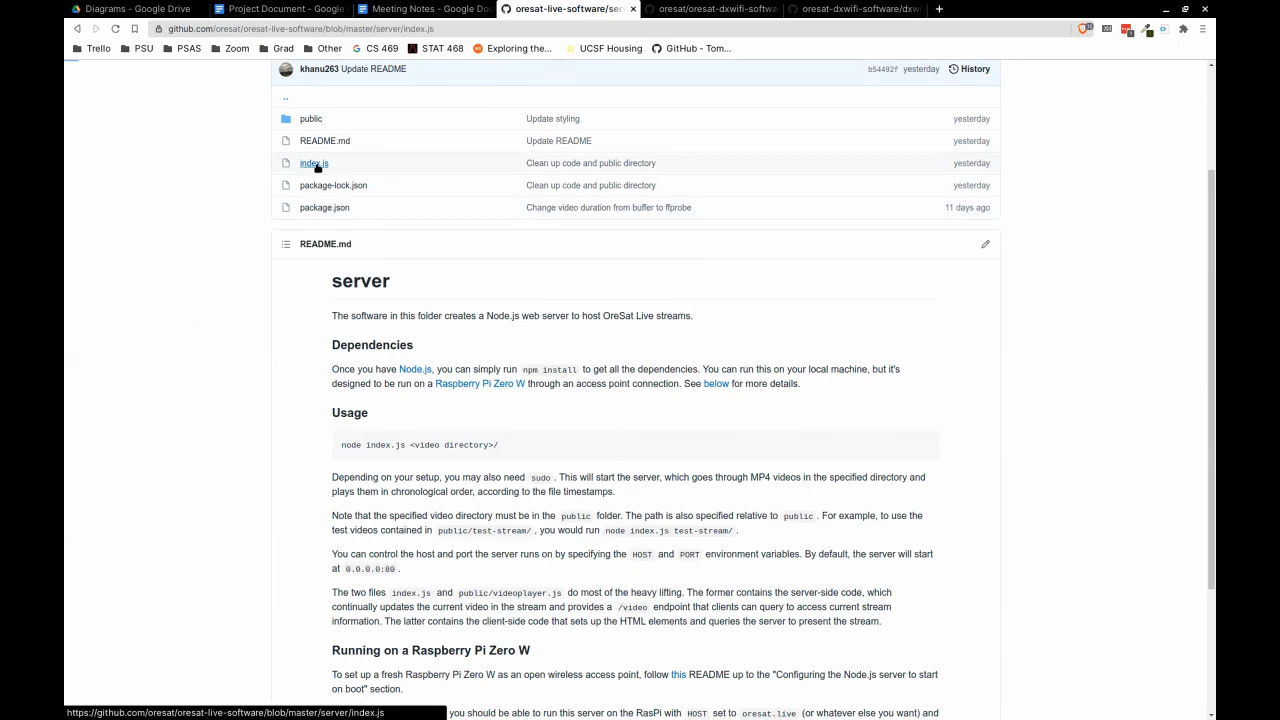 Diagrams - Google Drive
Project Document - Google
Meeting Notes - Google Do
oresat-live-software/ser
oresat/oresat-dxwifi-softwa
oresat-dxwifi-software/dxw
github.com/oresat/oresat-live-software/blob/master/server/index.js
Trello PSU PSAS Zoom Grad Other CS 469 STAT 468 Exploring the... UCSF Housing GitHub - Tom...
khanu263 Update README b54492f yesterday History
..
public Update styling yesterday
README.md Update README yesterday
index.js Clean up code and public directory yesterday
package-lock.json Clean up code and public directory yesterday
package.json Change video duration from buffer to ffprobe 11 days ago
README.md
server
The software in this folder creates a Node.js web server to host OreSat Live streams.
Dependencies
Once you have Node.js, you can simply run npm install to get all the dependencies. You can run this on your local machine, but it's
designed to be run on a Raspberry Pi Zero W through an access point connection. See below for more details.
Usage
node index.js <video directory>/
Depending on your setup, you may also need sudo. This will start the server, which goes through MP4 videos in the specified directory and
plays them in chronological order, according to the file timestamps.
Note that the specified video directory must be in the public folder. The path is also specified relative to public. For example, to use the
test videos contained in public/test-stream/, you would run node index.js test-stream/.
You can control the host and port the server runs on by specifying the HOST and PORT environment variables. By default, the server will start
at 0.0.0.0:80.
The two files index.js and public/videoplayer.js do most of the heavy lifting. The former contains the server-side code, which
continually updates the current video in the stream and provides a /video endpoint that clients can query to access current stream
information. The latter contains the client-side code that sets up the HTML elements and queries the server to present the stream.
Running on a Raspberry Pi Zero W
To set up a fresh Raspberry Pi Zero W as an open wireless access point, follow this README up to the "Configuring the Node.js server to start
on boot" section.
https://github.com/oresat/oresat-live-software/blob/master/server/index.js
you should be able to run this server on the RasPi with HOST set to oresat.live (or whatever else you want) and